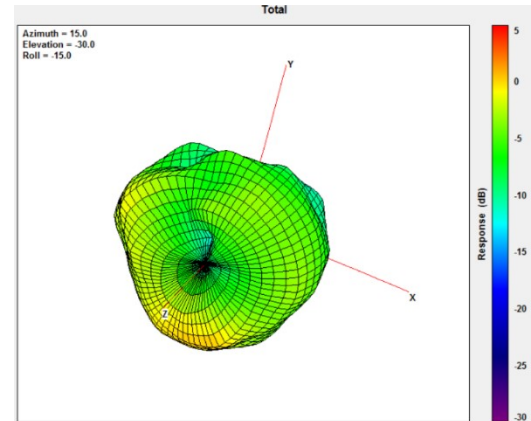 Total
Azimuth = 15.0
Elevation = -30.0
Roll = -15.0
Y
X
Z
5
0
-5
-10
-15
-20
-25
-30
Response (dB)